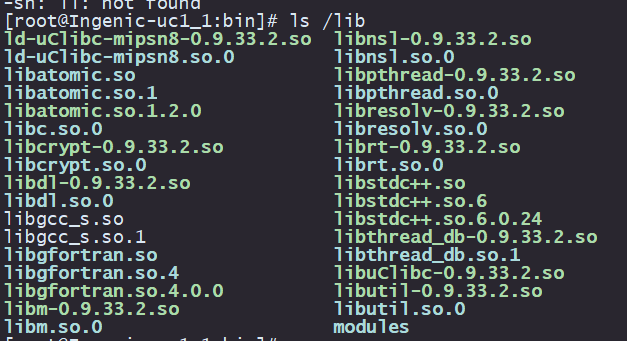 -sh: ll: not found
[root@Ingenic-uc1_1:bin]# ls /lib
ld-uClibc-mipsn8-0.9.33.2.so  libnsl-0.9.33.2.so
ld-uClibc-mipsn8.so.0         libnsl.so.0
libatomic.so                  libpthread-0.9.33.2.so
libatomic.so.1                libpthread.so.0
libatomic.so.1.2.0            libresolv-0.9.33.2.so
libc.so.0                     libresolv.so.0
libcrypt-0.9.33.2.so          librt-0.9.33.2.so
libcrypt.so.0                 librt.so.0
libdl-0.9.33.2.so             libstdc++.so
libdl.so.0                    libstdc++.so.6
libgcc_s.so                   libstdc++.so.6.0.24
libgcc_s.so.1                 libthread_db-0.9.33.2.so
libgfortran.so                libthread_db.so.1
libgfortran.so.4              libuClibc-0.9.33.2.so
libgfortran.so.4.0.0          libutil-0.9.33.2.so
libm-0.9.33.2.so              libutil.so.0
libm.so.0                     modules